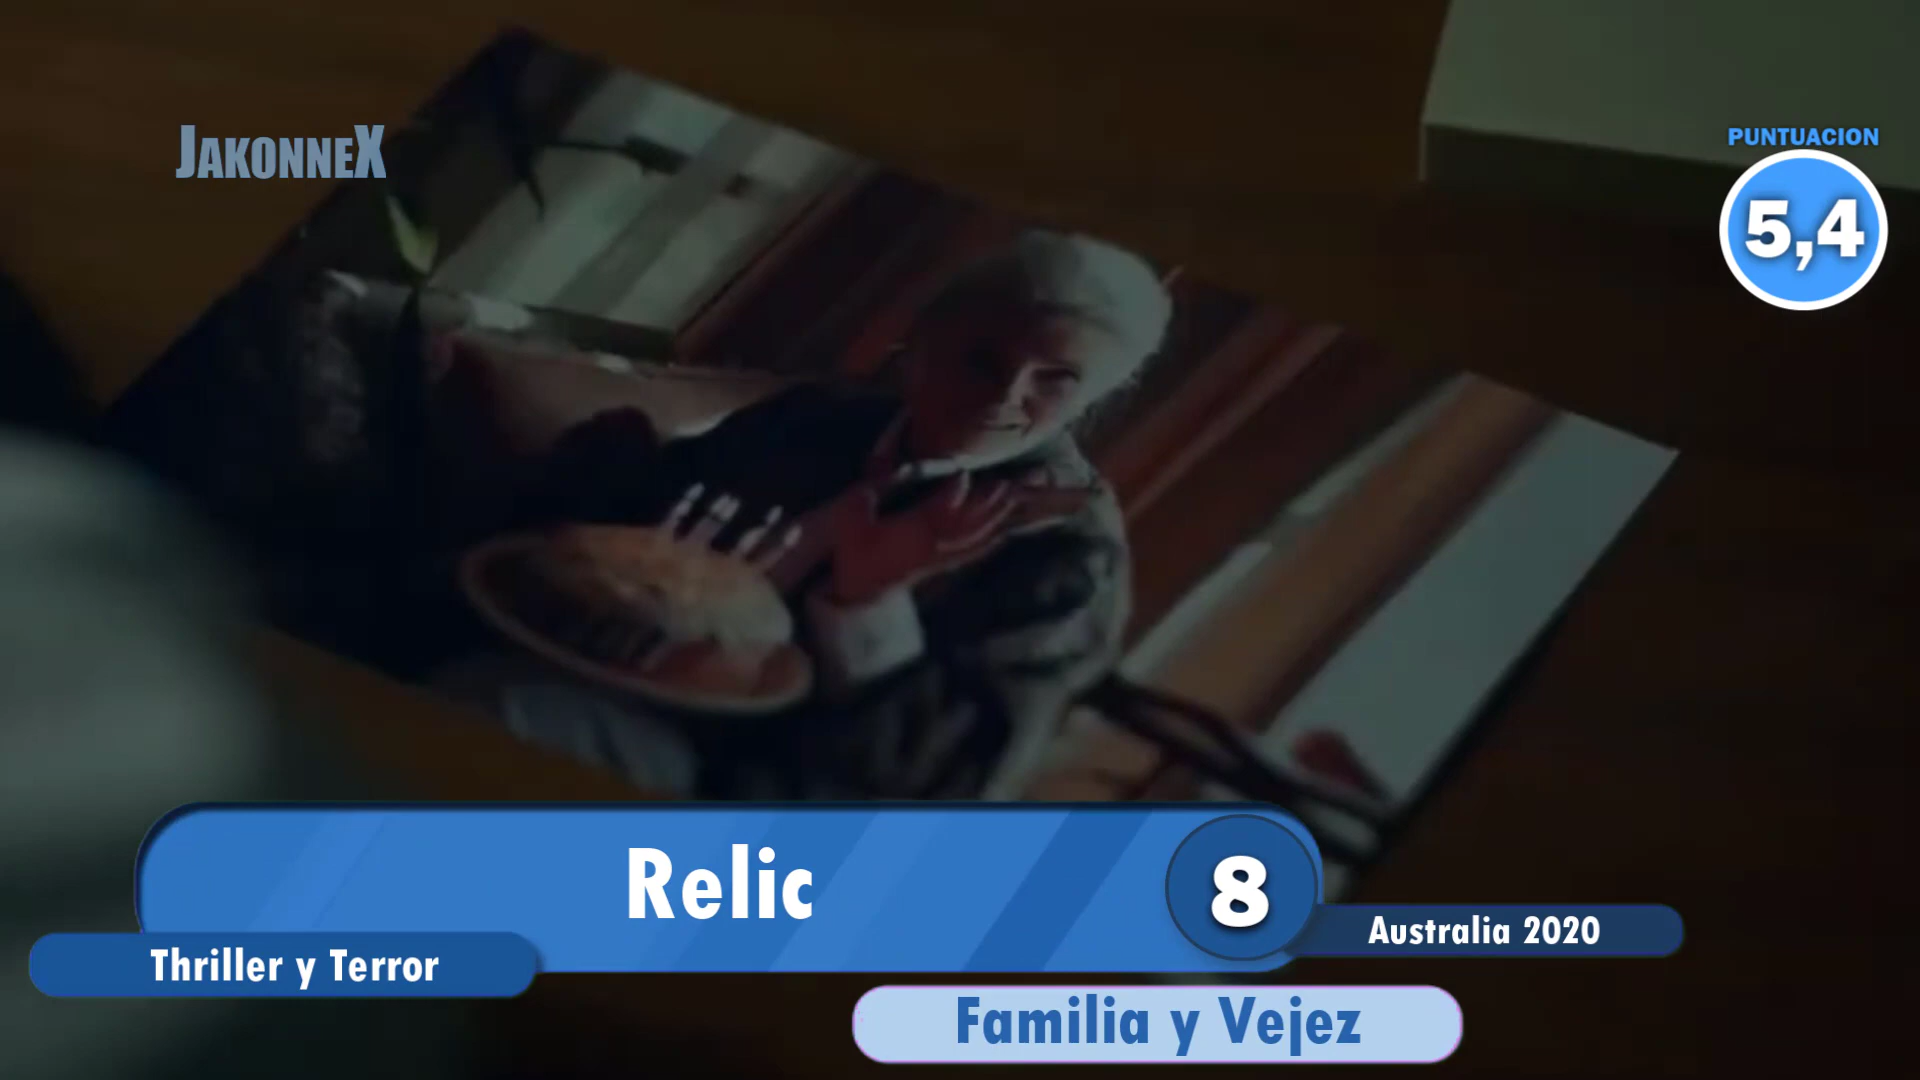 JAKONNEX
PUNTUACION
5,4
Relic
8
Australia 2020
Thriller y Terror
Familia y Vejez